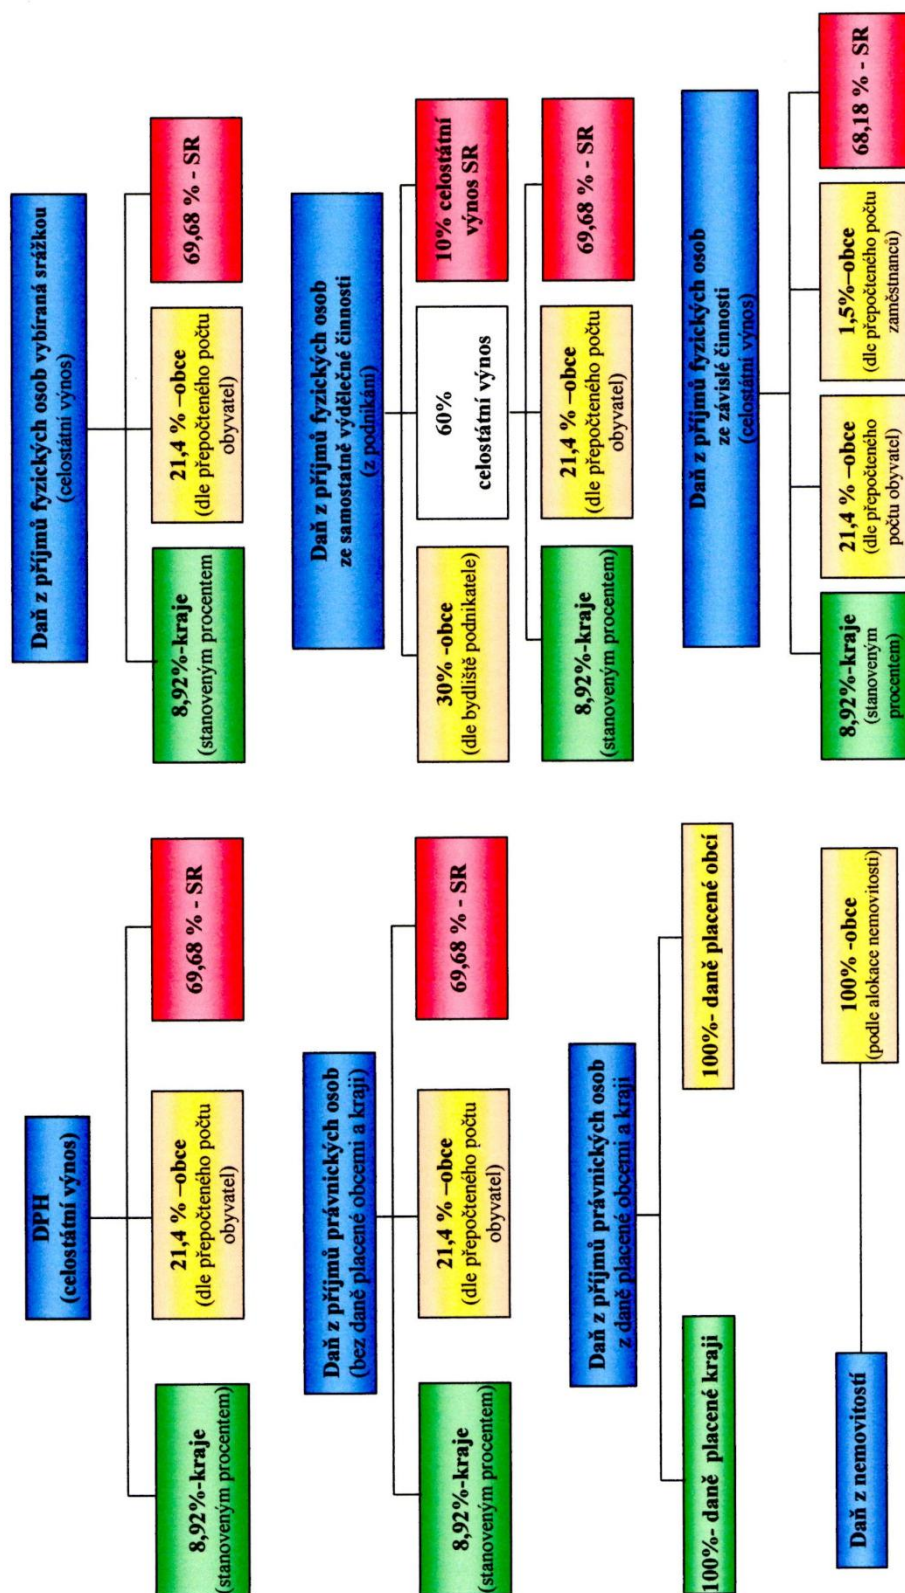 DPH
(celostátní výnos)
8,92%-kraje
(stanoveným procentem)
21,4 % –obce
(dle přepočteného počtu
obyvatel)
69,68 % - SR
Daň z příjmů fyzických osob vybíraná srážkou
(celostátní výnos)
8,92%-kraje
(stanoveným procentem)
21,4 % –obce
(dle přepočteného počtu
obyvatel)
69,68 % - SR
Daň z příjmů právnických osob
(bez daně placené obcemi a kraji)
8,92%-kraje
(stanoveným procentem)
21,4 % –obce
(dle přepočteného počtu
obyvatel)
69,68 % - SR
Daň z příjmů fyzických osob
ze samostatně výdělečné činnosti
(z podnikání)
30% -obce
(dle bydliště podnikatele)
60%
celostátní výnos
10% celostátní
výnos SR
8,92%-kraje
(stanoveným procentem)
21,4 % –obce
(dle přepočteného počtu
obyvatel)
69,68 % - SR
Daň z příjmů právnických osob
z daně placené obcemi a kraji
100%- daně placené kraji
100%- daně placené obcí
Daň z příjmů fyzických osob
ze závislé činnosti
(celostátní výnos)
8,92%-kraje
(stanoveným
procentem)
21,4 % –obce
(dle přepočteného
počtu obyvatel)
1,5%–obce
(dle přepočteného počtu
zaměstnanců)
68,18 % - SR
Daň z nemovitostí
100% -obce
(podle alokace nemovitosti)